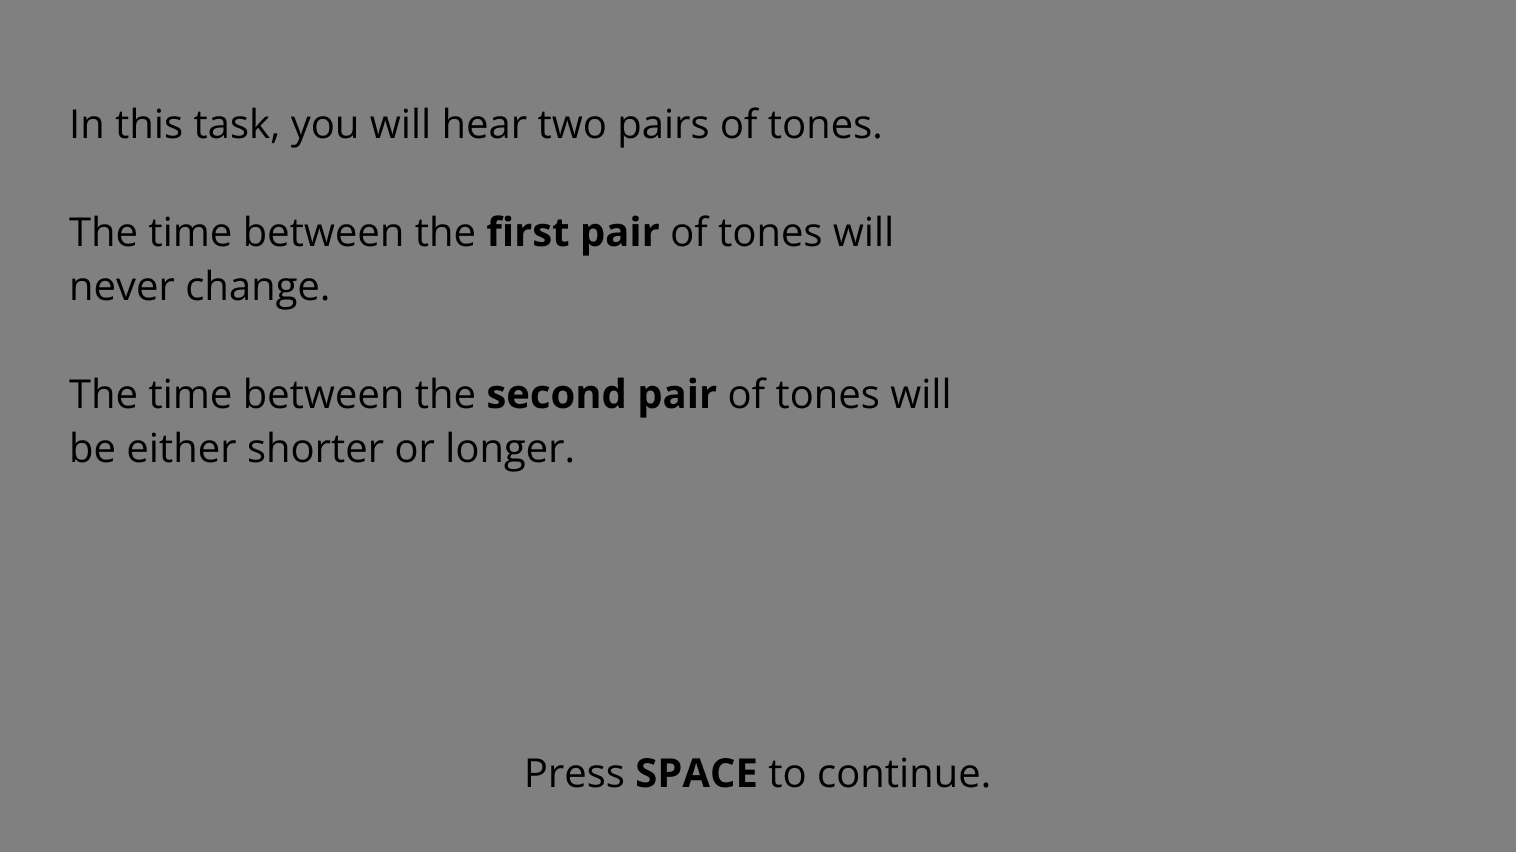 In this task, you will hear two pairs of tones.
The time between the first pair of tones will
never change.
The time between the second pair of tones will
be either shorter or longer.
Press SPACE to continue.